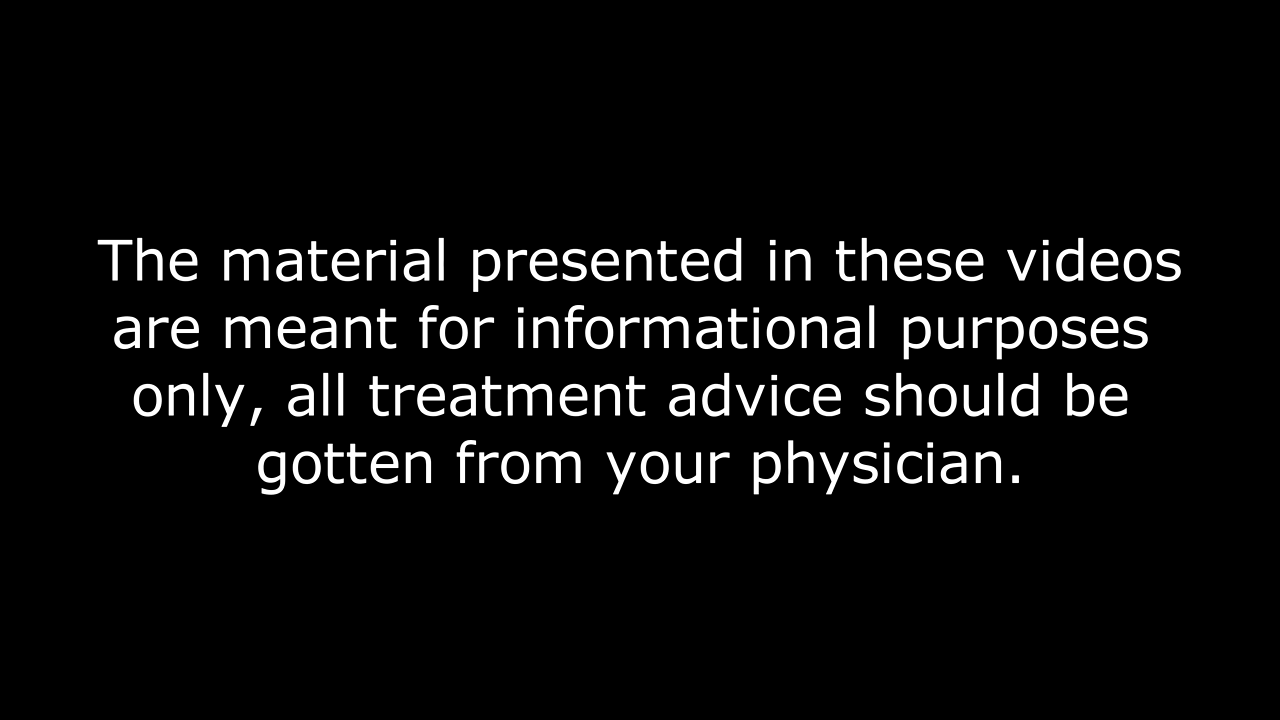 The material presented in these videos
are meant for informational purposes
only, all treatment advice should be
gotten from your physician.